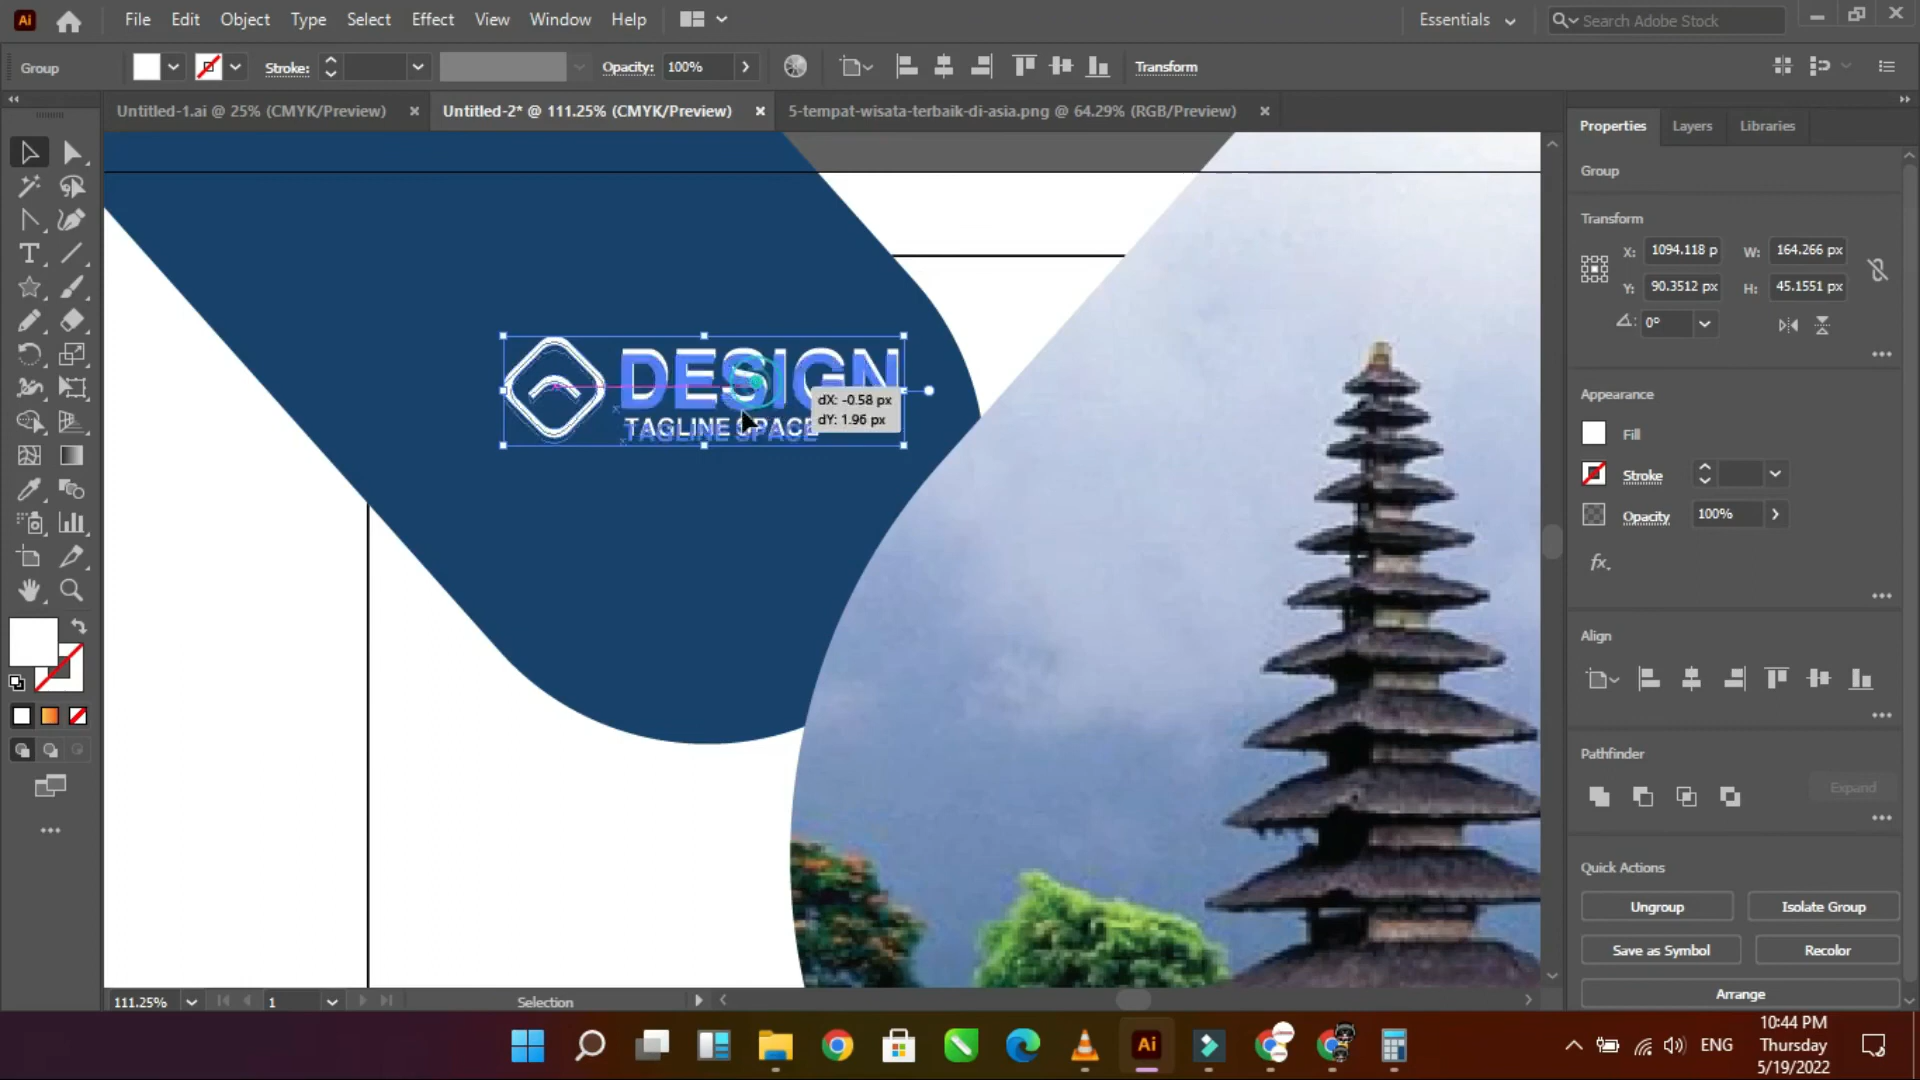 Ai File Edit Object Type Select Effect View Window Help Essentials Search Adobe Stock
Group Stroke: Opacity: 100% Transform
Untitled-1.ai @ 25% (CMYK/Preview) Untitled-2* @ 111.25% (CMYK/Preview) 5-tempat-wisata-terbaik-di-asia.png @ 64.29% (RGB/Preview)
Properties Layers Libraries
Group
Transform
X: 1094.118 p W: 164.266 px
Y: 90.3512 px H: 45.1551 px
0°
DESIGN
TAGLINE SPACE
dX: -0.58 px
dY: 1.96 px
Appearance
Fill
Stroke
Opacity 100%
fx.
Align
Pathfinder
Expand
Quick Actions
Ungroup Isolate Group
Save as Symbol Recolor
Arrange
111.25% 1 Selection
Ai ENG
10:44 PM
Thursday
5/19/2022